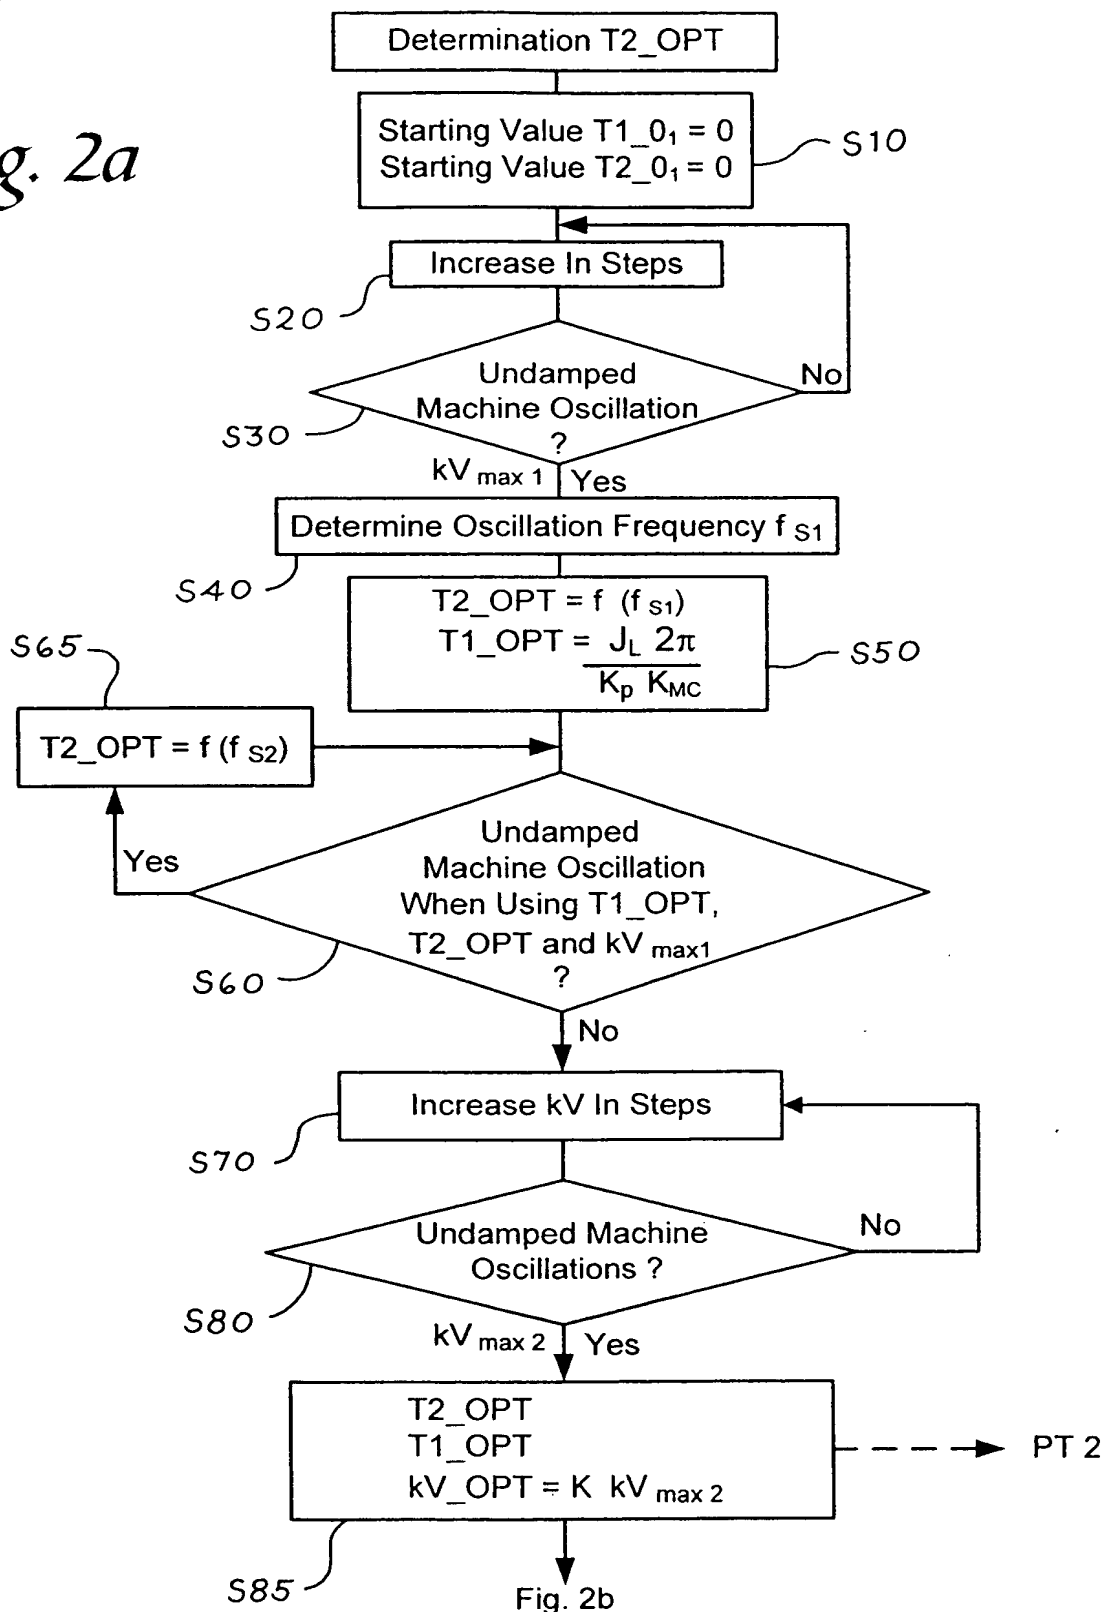 g. 2a
Determination T2_OPT
Starting Value T1_0₁ = 0
Starting Value T2_0₁ = 0
S10
Increase In Steps
S20
Undamped
Machine Oscillation
?
No
S30
kV max 1
Yes
Determine Oscillation Frequency f S1
S40
T2_OPT = f (f S1)
T1_OPT = J_L 2π
K_p K_MC
S50
S65
T2_OPT = f (f S2)
Yes
Undamped
Machine Oscillation
When Using T1_OPT,
T2_OPT and kV max1
?
S60
No
Increase kV In Steps
S70
Undamped Machine
Oscillations ?
No
S80
kV max 2
Yes
T2_OPT
T1_OPT
kV_OPT = K kV max 2
PT 2
S85
Fig. 2b